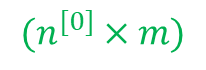 (n^[0] × m)